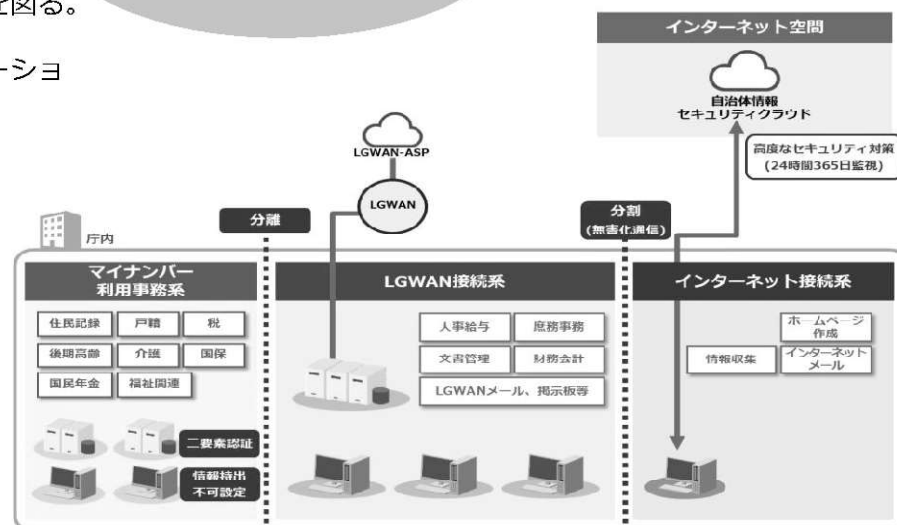 を図る。
ーショ
インターネット空間
自治体情報
セキュリティクラウド
高度なセキュリティ対策
(24時間365日監視)
LGWAN-ASP
LGWAN
分離
分割
(無害化通信)
庁内
マイナンバー
利用事務系
住民記録
戸籍
税
後期高齢
介護
国保
国民年金
福祉関連
二要素認証
情報持出
不可設定
LGWAN接続系
人事給与
庶務事務
文書管理
財務会計
LGWANメール、掲示板等
インターネット接続系
ホームページ
作成
情報収集
インターネット
メール